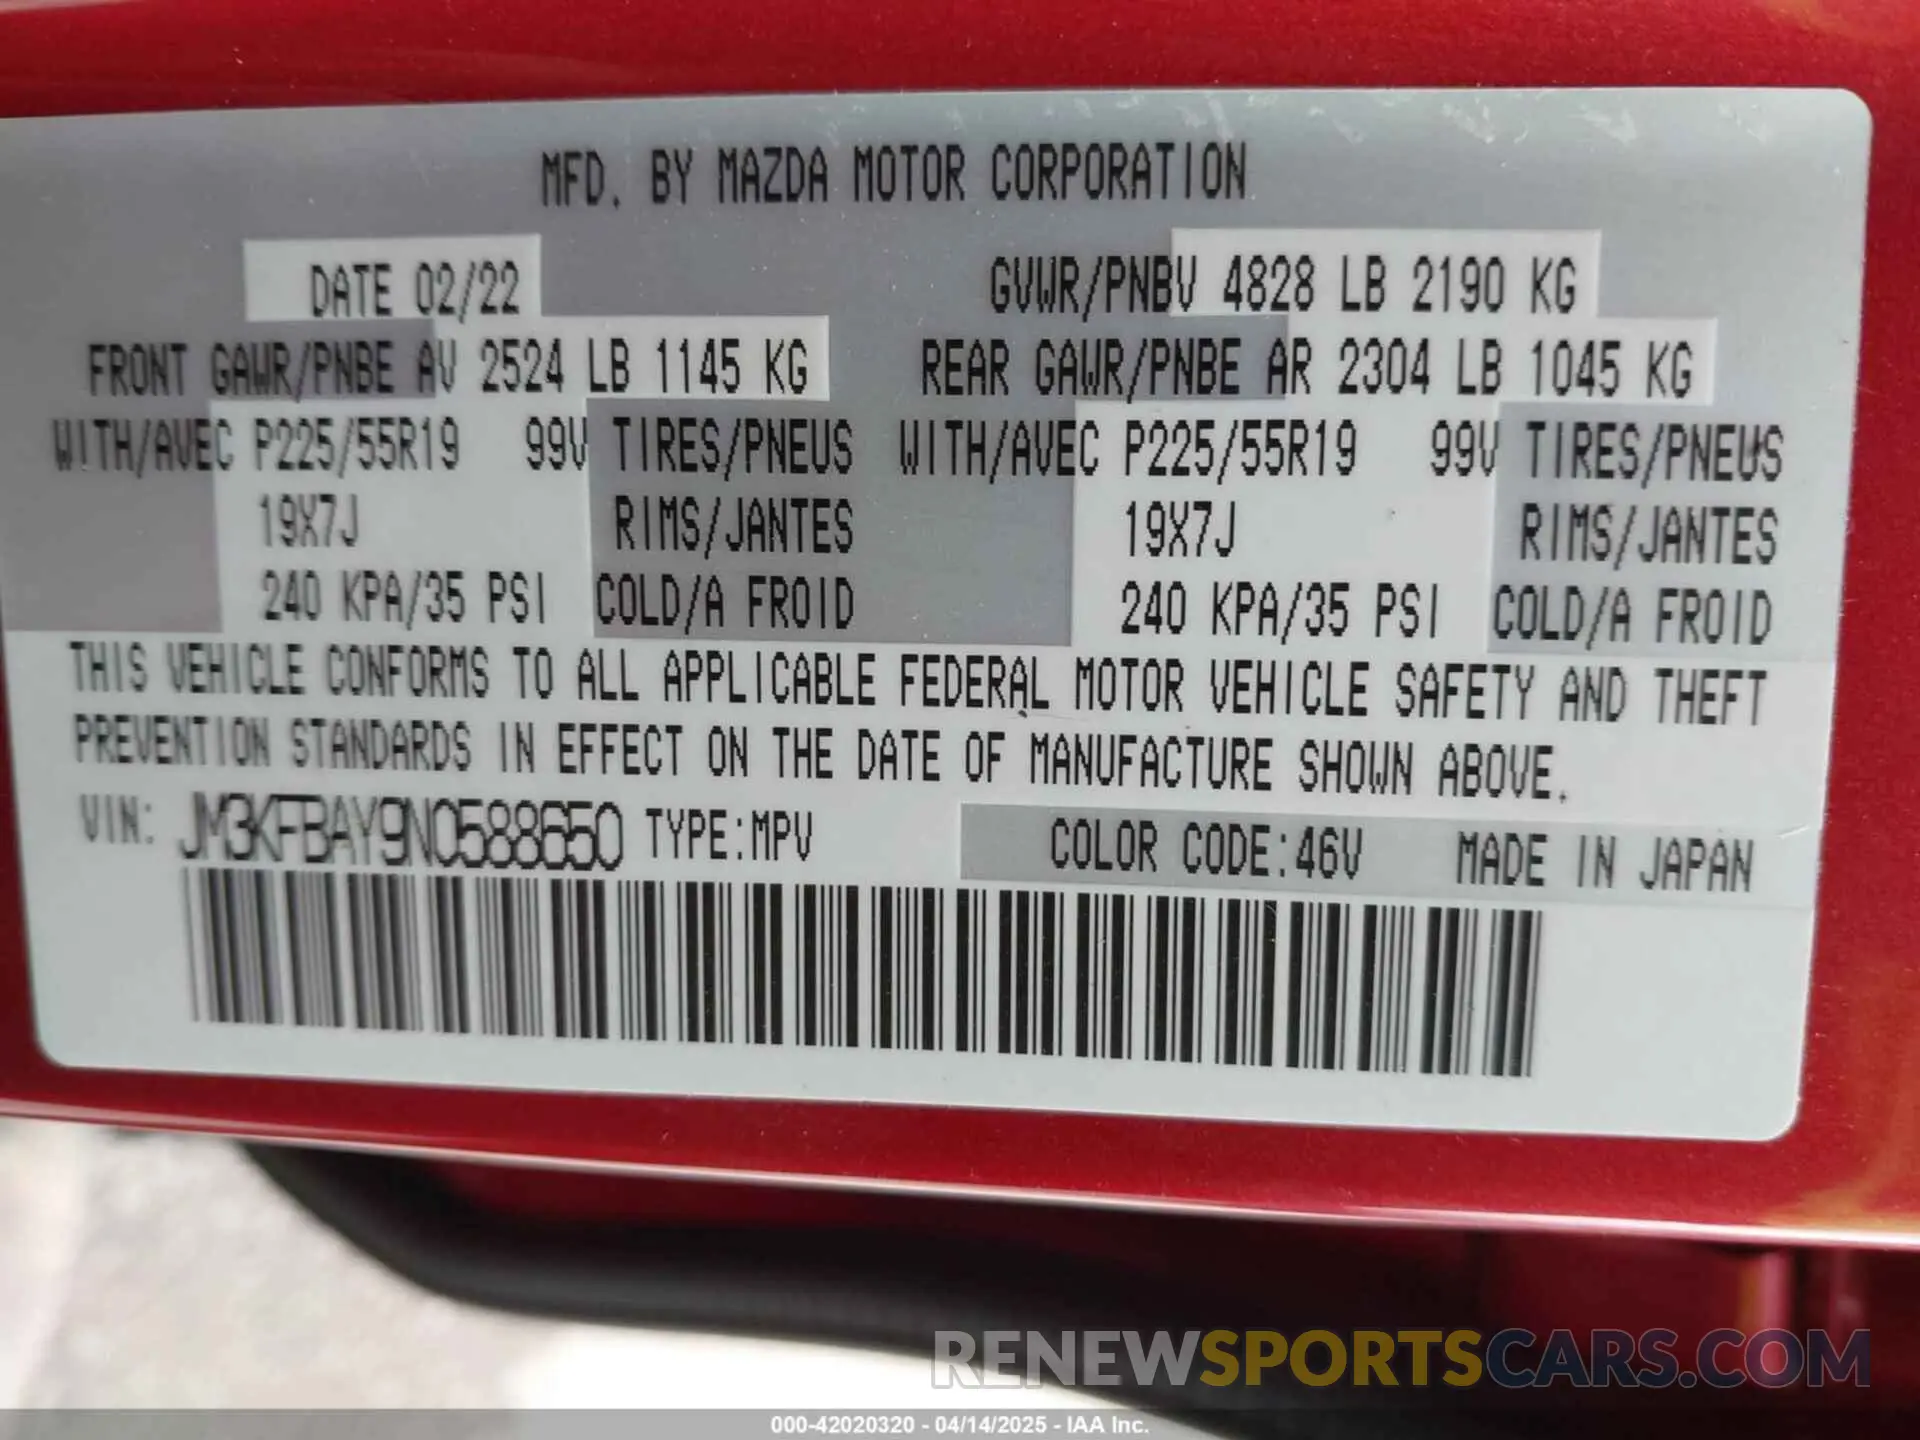 MFD. BY MAZDA MOTOR CORPORATION
DATE 02/22 GVWR/PNBV 4828 LB 2190 KG
FRONT GAWR/PNBE AV 2524 LB 1145 KG REAR GAWR/PNBE AR 2304 LB 1045 KG
WITH/AVEC P225/55R19 99V TIRES/PNEUS WITH/AVEC P225/55R19 99V TIRES/PNEUS
19X7J RIMS/JANTES 19X7J RIMS/JANTES
240 KPA/35 PSI COLD/A FROID 240 KPA/35 PSI COLD/A FROID
THIS VEHICLE CONFORMS TO ALL APPLICABLE FEDERAL MOTOR VEHICLE SAFETY AND THEFT
PREVENTION STANDARDS IN EFFECT ON THE DATE OF MANUFACTURE SHOWN ABOVE.
VIN: JM3KFBAY9N0588650 TYPE:MPV COLOR CODE:46V MADE IN JAPAN
RENEWSPORTSCARS.COM
000-42020320 - 04/14/2025 - IAA Inc.